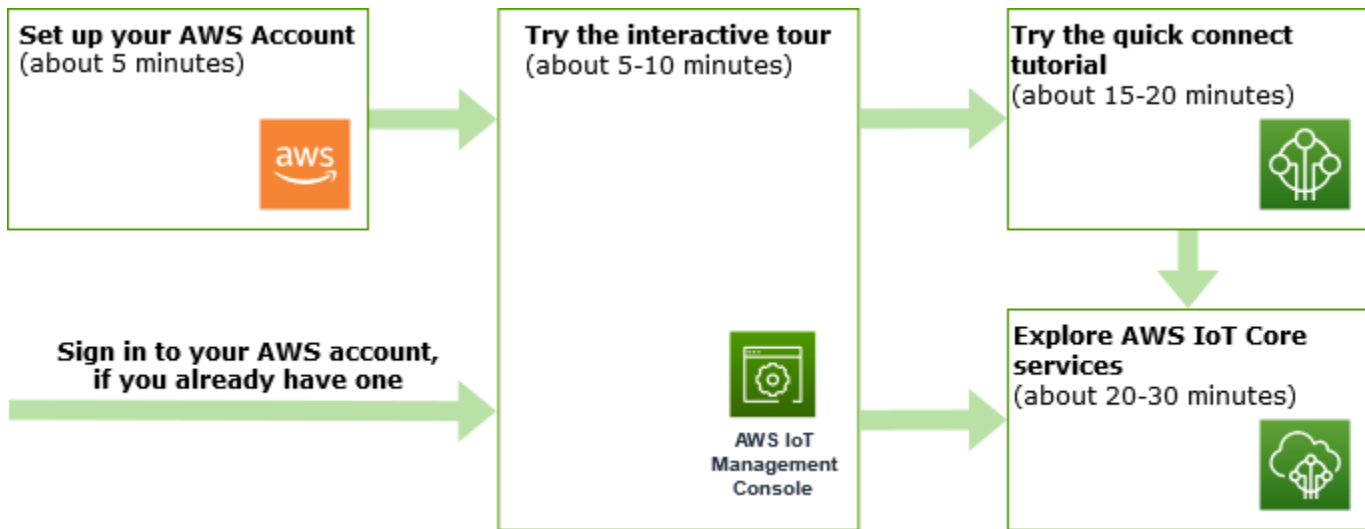 Set up your AWS Account
(about 5 minutes)
aws
Try the interactive tour
(about 5-10 minutes)
Try the quick connect
tutorial
(about 15-20 minutes)
Sign in to your AWS account,
if you already have one
AWS IoT
Management
Console
Explore AWS IoT Core
services
(about 20-30 minutes)